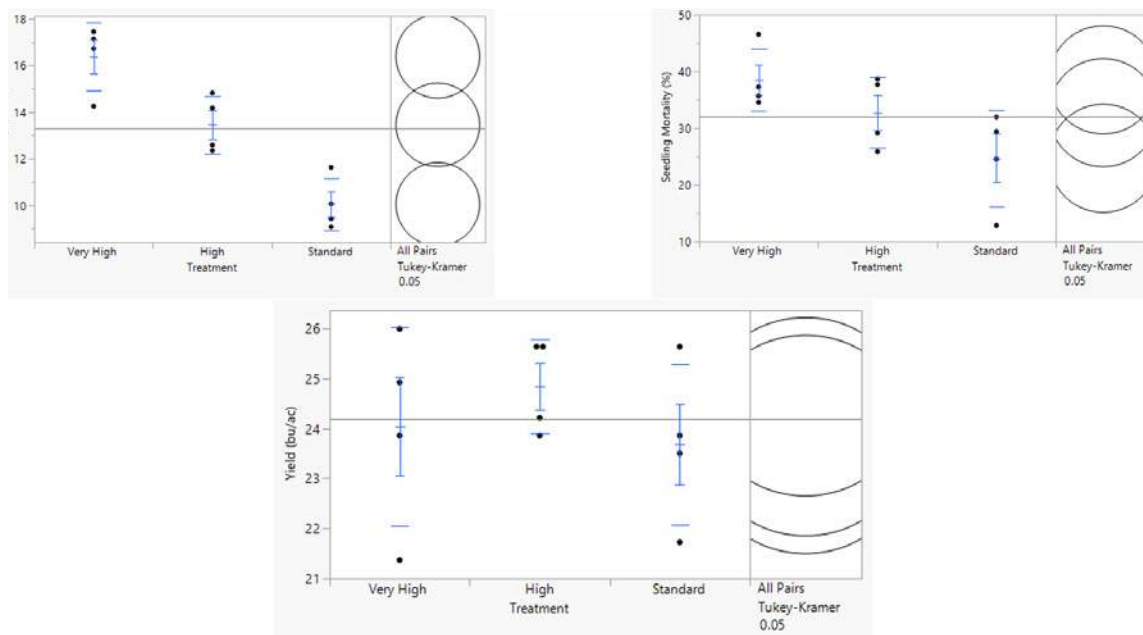 18
16
14
12
10
Very High High Standard All Pairs
Treatment Tukey-Kramer
0.05
Seedling Mortality (%)
50
40
30
20
10
Very High High Standard All Pairs
Treatment Tukey-Kramer
0.05
Yield (bu/ac)
26
25
24
23
22
21
Very High High Standard All Pairs
Treatment Tukey-Kramer
0.05